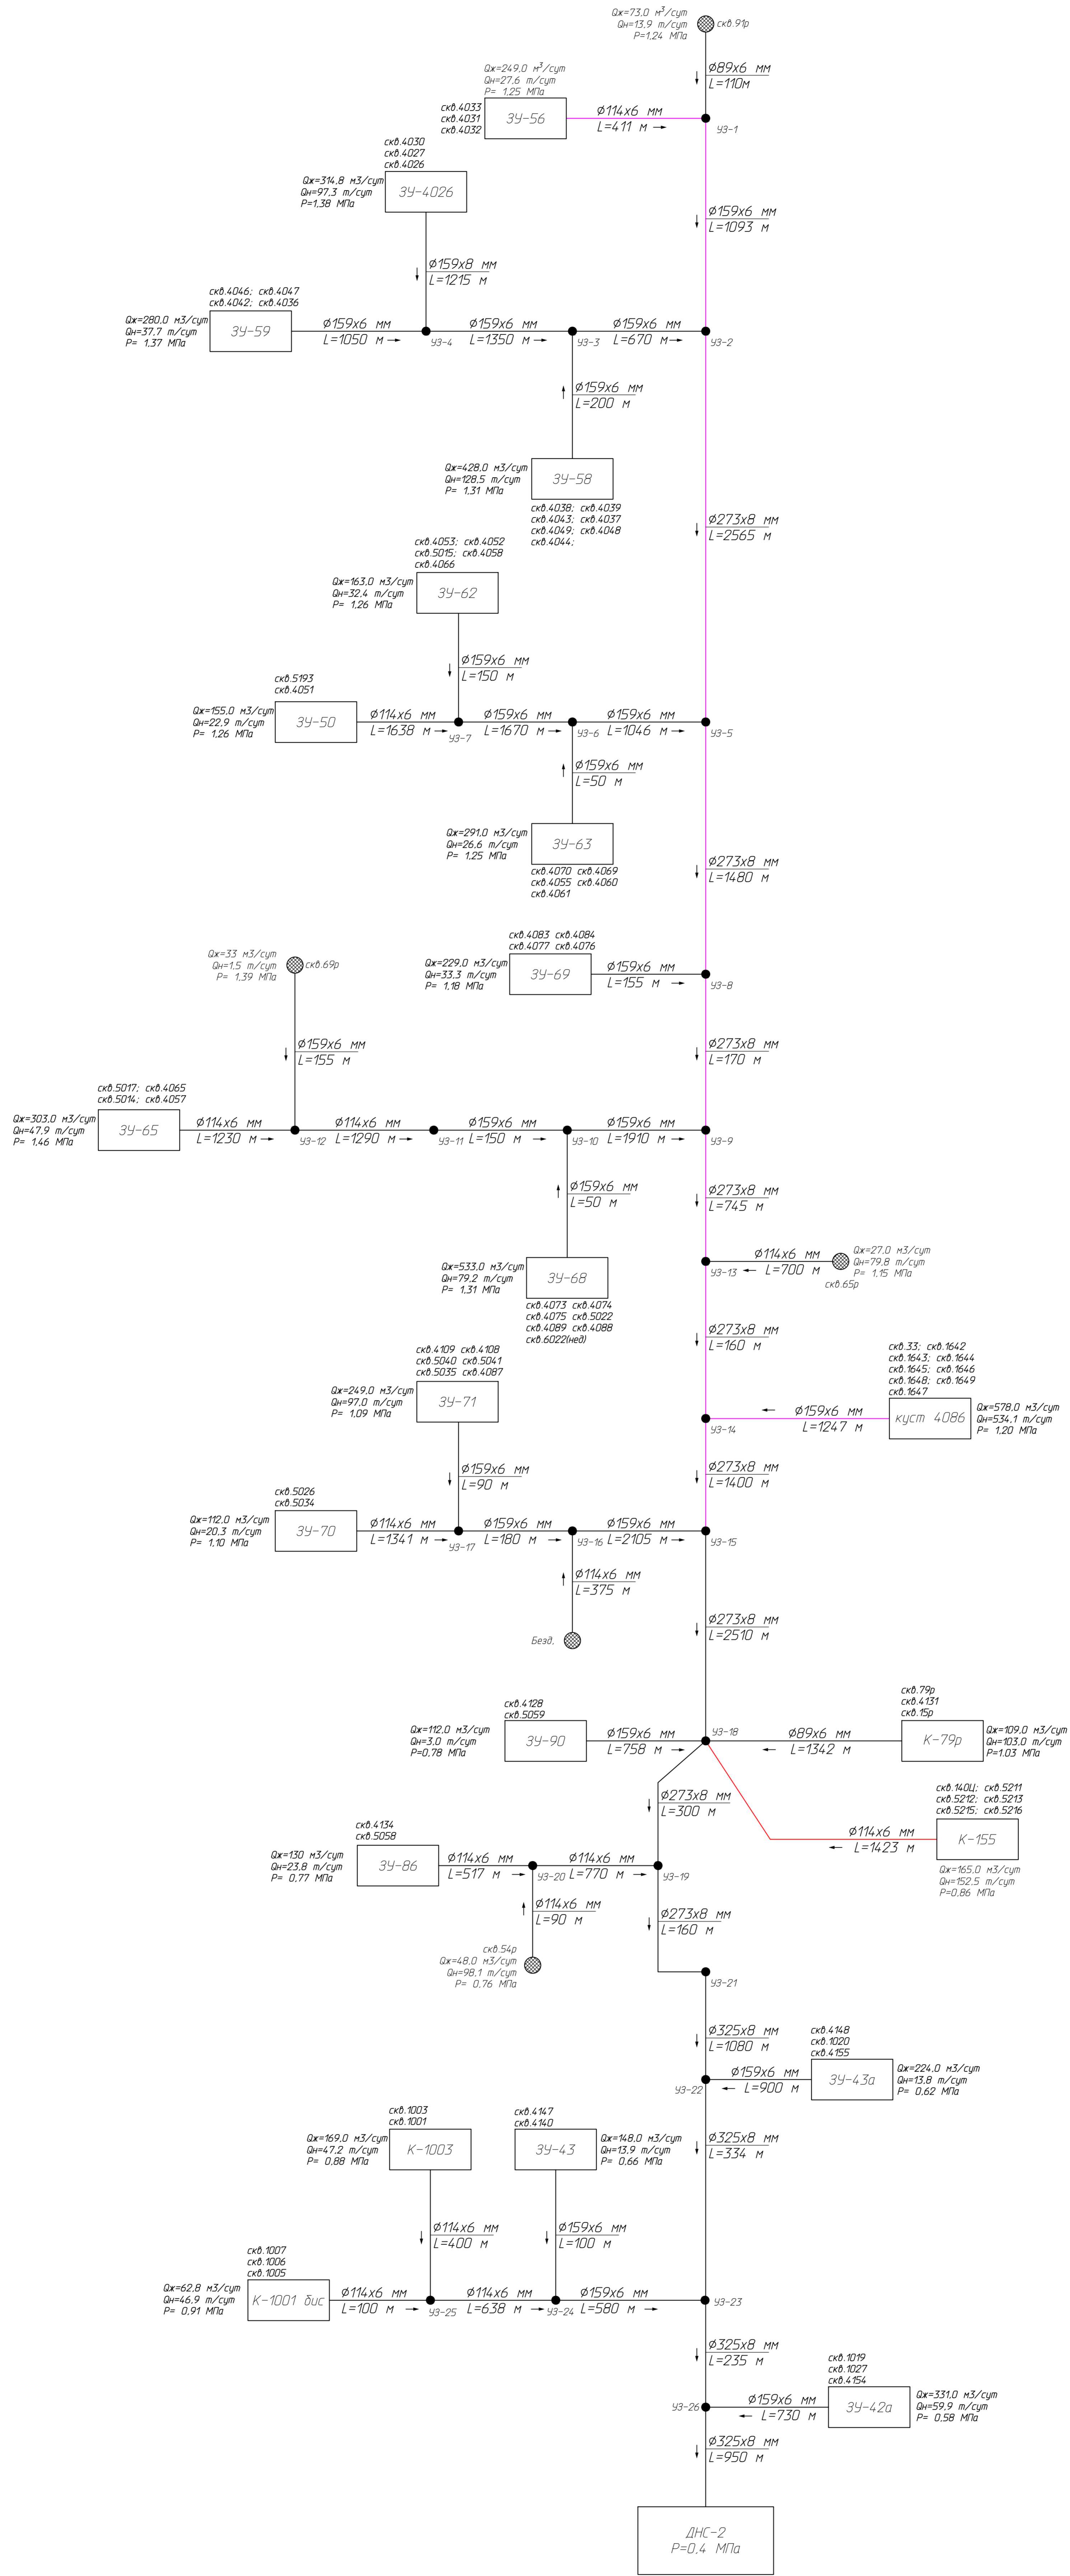 Qж=73,0 м³/сут
Qн=13,9 т/сут
P=1,24 МПа
скв.91р
Ø89х6 мм
L=110м
Qж=249,0 м³/сут
Qн=27,6 т/сут
P= 1,25 МПа
скв.4033
скв.4031
скв.4032
ЗУ-56
Ø114х6 мм
L=411 м
УЗ-1
скв.4030
скв.4027
скв.4026
Qж=314,8 м3/сут
Qн=97,3 т/сут
P=1,38 МПа
ЗУ-4026
Ø159х6 мм
L=1093 м
Ø159х8 мм
L=1215 м
скв.4046; скв.4047
скв.4042; скв.4036
Qж=280,0 м3/сут
Qн=37,7 т/сут
P= 1,37 МПа
ЗУ-59
Ø159х6 мм
L=1050 м
УЗ-4
Ø159х6 мм
L=1350 м
УЗ-3
Ø159х6 мм
L=670 м
УЗ-2
Ø159х6 мм
L=200 м
Qж=428,0 м3/сут
Qн=128,5 т/сут
P= 1,31 МПа
ЗУ-58
скв.4038; скв.4039
скв.4043; скв.4037
скв.4049; скв.4048
скв.4044;
Ø273х8 мм
L=2565 м
скв.4053; скв.4052
скв.5015; скв.4058
скв.4066
Qж=163,0 м3/сут
Qн=32,4 т/сут
P= 1,26 МПа
ЗУ-62
Ø159х6 мм
L=150 м
скв.5193
скв.4051
Qж=155,0 м3/сут
Qн=22,9 т/сут
P= 1,26 МПа
ЗУ-50
Ø114х6 мм
L=1638 м
УЗ-7
Ø159х6 мм
L=1670 м
УЗ-6
Ø159х6 мм
L=1046 м
УЗ-5
Ø159х6 мм
L=50 м
Qж=291,0 м3/сут
Qн=26,6 т/сут
P= 1,25 МПа
ЗУ-63
скв.4070 скв.4069
скв.4055 скв.4060
скв.4061
Ø273х8 мм
L=1480 м
скв.4083 скв.4084
скв.4077 скв.4076
Qж=229,0 м3/сут
Qн=33,3 т/сут
P= 1,18 МПа
ЗУ-69
Ø159х6 мм
L=155 м
УЗ-8
Qж=33 м3/сут
Qн=1.5 т/сут
P= 1,39 МПа
скв.69р
Ø159х6 мм
L=155 м
Ø273х8 мм
L=170 м
скв.5017; скв.4065
скв.5014; скв.4057
Qж=303,0 м3/сут
Qн=47,9 т/сут
P= 1,46 МПа
ЗУ-65
Ø114х6 мм
L=1230 м
УЗ-12
Ø114х6 мм
L=1290 м
УЗ-11
Ø159х6 мм
L=150 м
УЗ-10
Ø159х6 мм
L=1910 м
УЗ-9
Ø159х6 мм
L=50 м
Ø273х8 мм
L=745 м
Qж=533,0 м3/сут
Qн=79,2 т/сут
P= 1,31 МПа
ЗУ-68
скв.4073 скв.4074
скв.4075 скв.5022
скв.4089 скв.4088
скв.6022(нед)
УЗ-13
Ø114х6 мм
L=700 м
Qж=27,0 м3/сут
Qн=79,8 т/сут
P= 1,15 МПа
скв.65р
Ø273х8 мм
L=160 м
скв.4109 скв.4108
скв.5040 скв.5041
скв.5035 скв.4087
Qж=249,0 м3/сут
Qн=97,0 т/сут
P= 1,09 МПа
ЗУ-71
скв.33; скв.1642
скв.1643; скв.1644
скв.1645; скв.1646
скв.1648; скв.1649
скв.1647
куст 4086
Qж=578,0 м3/сут
Qн=534,1 т/сут
P= 1,20 МПа
Ø159х6 мм
L=1247 м
УЗ-14
Ø159х6 мм
L=90 м
Ø273х8 мм
L=1400 м
скв.5026
скв.5034
Qж=112,0 м3/сут
Qн=20,3 т/сут
P= 1,10 МПа
ЗУ-70
Ø114х6 мм
L=1341 м
УЗ-17
Ø159х6 мм
L=180 м
УЗ-16
Ø159х6 мм
L=2105 м
УЗ-15
Ø114х6 мм
L=375 м
Безд.
Ø273х8 мм
L=2510 м
скв.4128
скв.5059
Qж=112,0 м3/сут
Qн=3,0 т/сут
P=0,78 МПа
ЗУ-90
Ø159х6 мм
L=758 м
УЗ-18
Ø89х6 мм
L=1342 м
скв.79р
скв.4131
скв.15р
К-79р
Qж=109,0 м3/сут
Qн=103,0 т/сут
P=1.03 МПа
Ø273х8 мм
L=300 м
скв.140Ц; скв.5211
скв.5212; скв.5213
скв.5215; скв.5216
Ø114х6 мм
L=1423 м
К-155
Qж=165,0 м3/сут
Qн=152,5 т/сут
P=0,86 МПа
скв.4134
скв.5058
Qж=130 м3/сут
Qн=23,8 т/сут
P= 0,77 МПа
ЗУ-86
Ø114х6 мм
L=517 м
УЗ-20
Ø114х6 мм
L=770 м
УЗ-19
Ø114х6 мм
L=90 м
Ø273х8 мм
L=160 м
скв.54р
Qж=48,0 м3/сут
Qн=98,1 т/сут
P= 0,76 МПа
УЗ-21
Ø325х8 мм
L=1080 м
скв.4148
скв.1020
скв.4155
Ø159х6 мм
L=900 м
ЗУ-43а
Qж=224,0 м3/сут
Qн=13,8 т/сут
P= 0,62 МПа
УЗ-22
скв.1003
скв.1001
Qж=169,0 м3/сут
Qн=47,2 т/сут
P= 0,88 МПа
К-1003
скв.4147
скв.4140
ЗУ-43
Qж=148,0 м3/сут
Qн=13,9 т/сут
P= 0,66 МПа
Ø325х8 мм
L=334 м
Ø114х6 мм
L=400 м
Ø159х6 мм
L=100 м
скв.1007
скв.1006
скв.1005
Qж=62,8 м3/сут
Qн=46,9 т/сут
P= 0,91 МПа
К-1001 бис
Ø114х6 мм
L=100 м
УЗ-25
Ø114х6 мм
L=638 м
УЗ-24
Ø159х6 мм
L=580 м
УЗ-23
Ø325х8 мм
L=235 м
скв.1019
скв.1027
скв.4154
УЗ-26
Ø159х6 мм
L=730 м
ЗУ-42а
Qж=331,0 м3/сут
Qн=59,9 т/сут
P= 0,58 МПа
Ø325х8 мм
L=950 м
ДНС-2
P=0,4 МПа